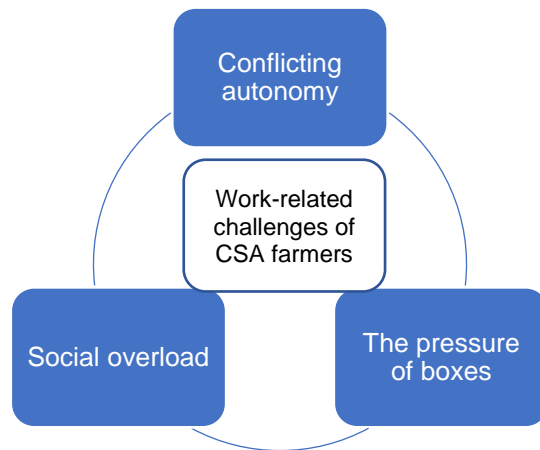 Conflicting
autonomy
Work-related
challenges of
CSA farmers
Social overload
The pressure
of boxes